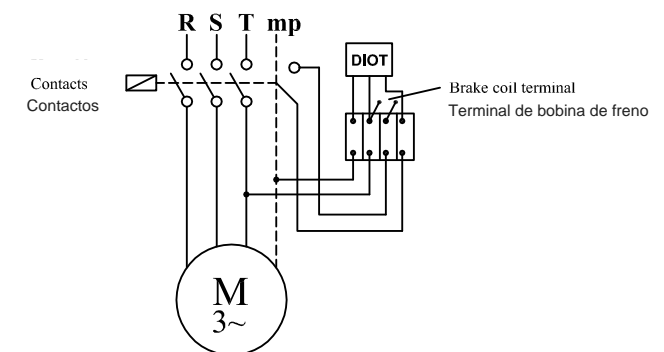 R S T mp
DIOT
Contacts
Contactos
Brake coil terminal
Terminal de bobina de freno
M
3~